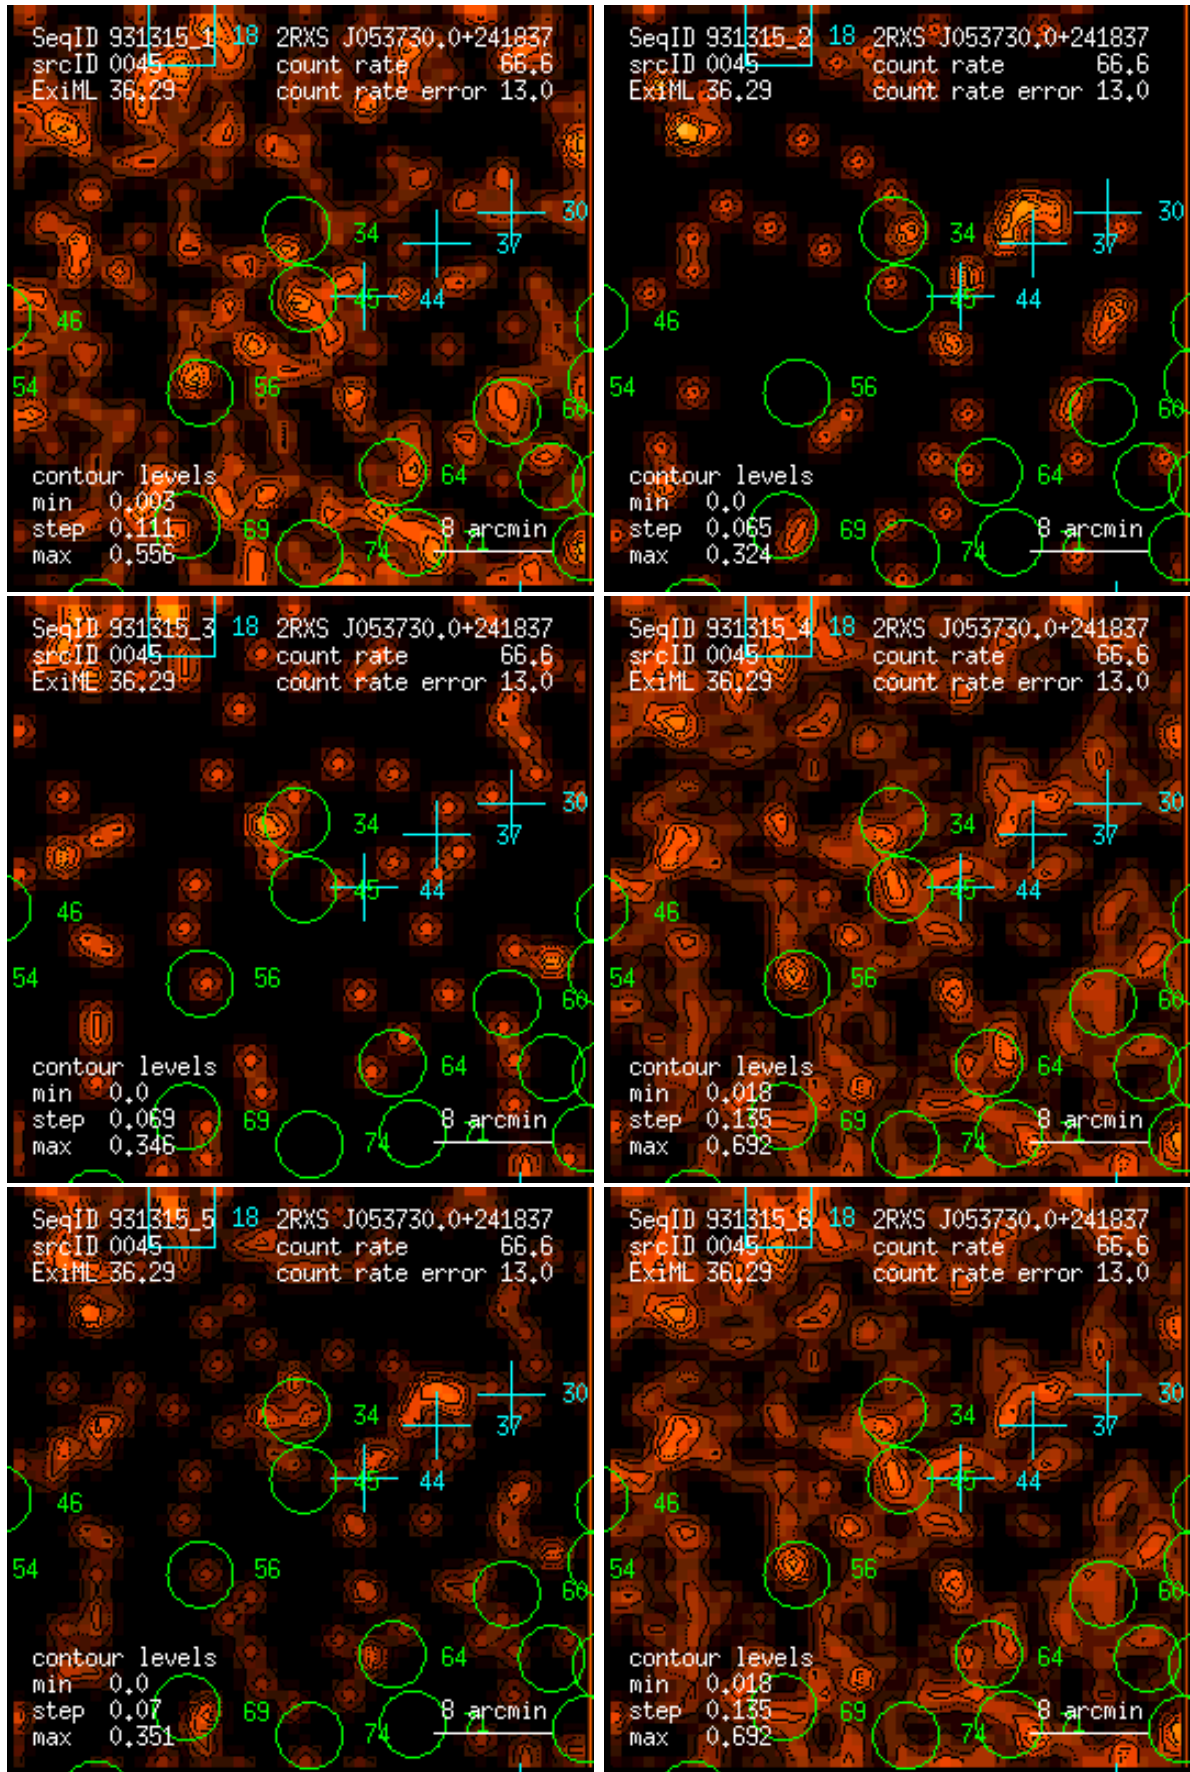 SeqID 931315_1 18 2RXS J053730.0+241837
srcID 0045 count rate 66.6
ExiML 36.29 count rate error 13.0
30
34 37
45 44
46
54 56
60
contour levels 64
min 0.003
step 0.111 69 8 arcmin
max 0.556 74
SeqID 931315_2 18 2RXS J053730.0+241837
srcID 0045 count rate 66.6
ExiML 36.29 count rate error 13.0
30
34 37
45 44
46
54 56
60
contour levels 64
min 0.0
step 0.065 69 8 arcmin
max 0.324 74
SeqID 931315_3 18 2RXS J053730.0+241837
srcID 0045 count rate 66.6
ExiML 36.29 count rate error 13.0
30
34 37
45 44
46
54 56
60
contour levels 64
min 0.0
step 0.069 69 8 arcmin
max 0.346 74
SeqID 931315_4 18 2RXS J053730.0+241837
srcID 0045 count rate 66.6
ExiML 36.29 count rate error 13.0
30
34 37
45 44
46
54 56
60
contour levels 64
min 0.018
step 0.135 69 8 arcmin
max 0.692 74
SeqID 931315_5 18 2RXS J053730.0+241837
srcID 0045 count rate 66.6
ExiML 36.29 count rate error 13.0
30
34 37
45 44
46
54 56
60
contour levels 64
min 0.0
step 0.07 69 8 arcmin
max 0.351 74
SeqID 931315_6 18 2RXS J053730.0+241837
srcID 0045 count rate 66.6
ExiML 36.29 count rate error 13.0
30
34 37
45 44
46
54 56
60
contour levels 64
min 0.018
step 0.135 69 8 arcmin
max 0.692 74